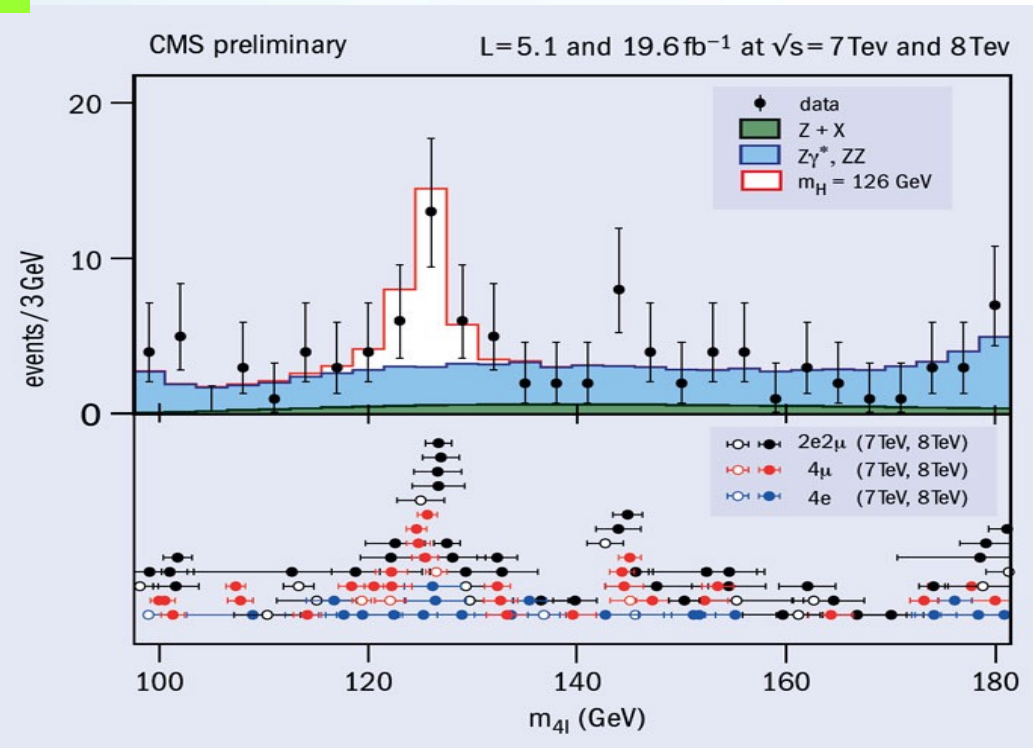 CMS preliminary L=5.1 and 19.6 fb⁻¹ at √s=7 Tev and 8 Tev
20
data
Z + X
Zγ*, ZZ
m_H = 126 GeV
10
events/3 GeV
0
2e2μ (7 TeV, 8 TeV)
4μ (7 TeV, 8 TeV)
4e (7 TeV, 8 TeV)
100 120 140 160 180
m_4l (GeV)